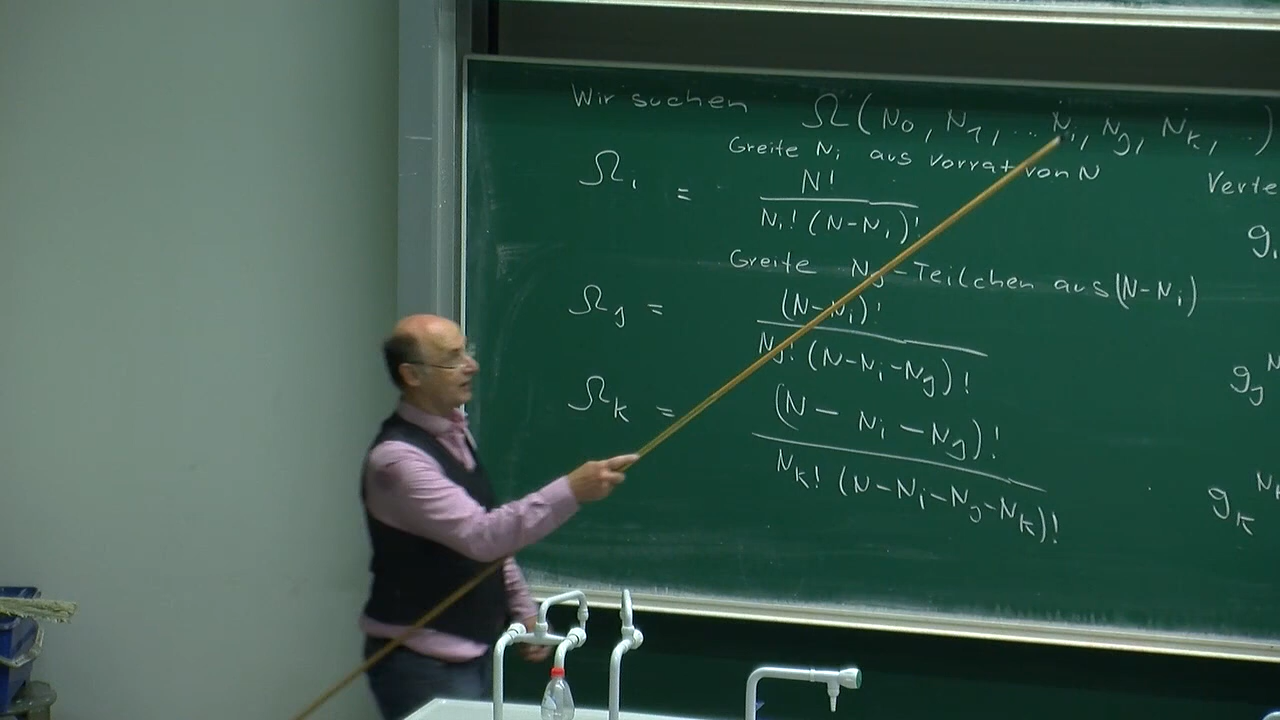 Wir suchen Ω(N₀, N₁, ... Nᵢ, Nⱼ, Nₖ, ...)
Greife Nᵢ aus Vorrat von N
Verte
Ωᵢ = N! / Nᵢ! (N-Nᵢ)!
gᵢ
Greife Nⱼ-Teilchen aus (N-Nᵢ)
Ωⱼ = (N-Nᵢ)! / Nⱼ! (N-Nᵢ-Nⱼ)!
gⱼ^N
Ωₖ = (N - Nᵢ - Nⱼ)! / Nₖ! (N-Nᵢ-Nⱼ-Nₖ)!
gₖ^Nₖ